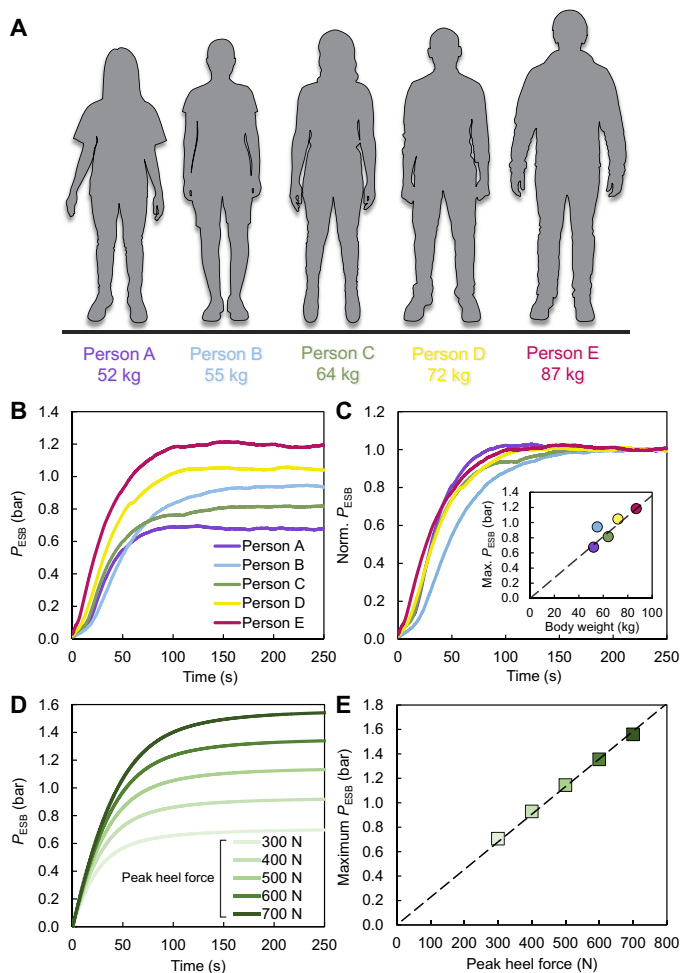 A
Person A
52 kg
Person B
55 kg
Person C
64 kg
Person D
72 kg
Person E
87 kg
B
1.4
1.2
1.0
0.8
0.6
0.4
0.2
0.0
P_ESB (bar)
0
50
100
150
200
250
Time (s)
Person A
Person B
Person C
Person D
Person E
C
1.2
1.0
0.8
0.6
0.4
0.2
0.0
Norm. P_ESB
0
50
100
150
200
250
Time (s)
1.4
1.2
1.0
0.8
0.6
0.4
0.2
0.0
Max. P_ESB (bar)
0
20
40
60
80
100
Body weight (kg)
D
1.6
1.4
1.2
1.0
0.8
0.6
0.4
0.2
0.0
P_ESB (bar)
0
50
100
150
200
250
Time (s)
Peak heel force
300 N
400 N
500 N
600 N
700 N
E
1.8
1.6
1.4
1.2
1.0
0.8
0.6
0.4
0.2
0.0
Maximum P_ESB (bar)
0
100
200
300
400
500
600
700
800
Peak heel force (N)